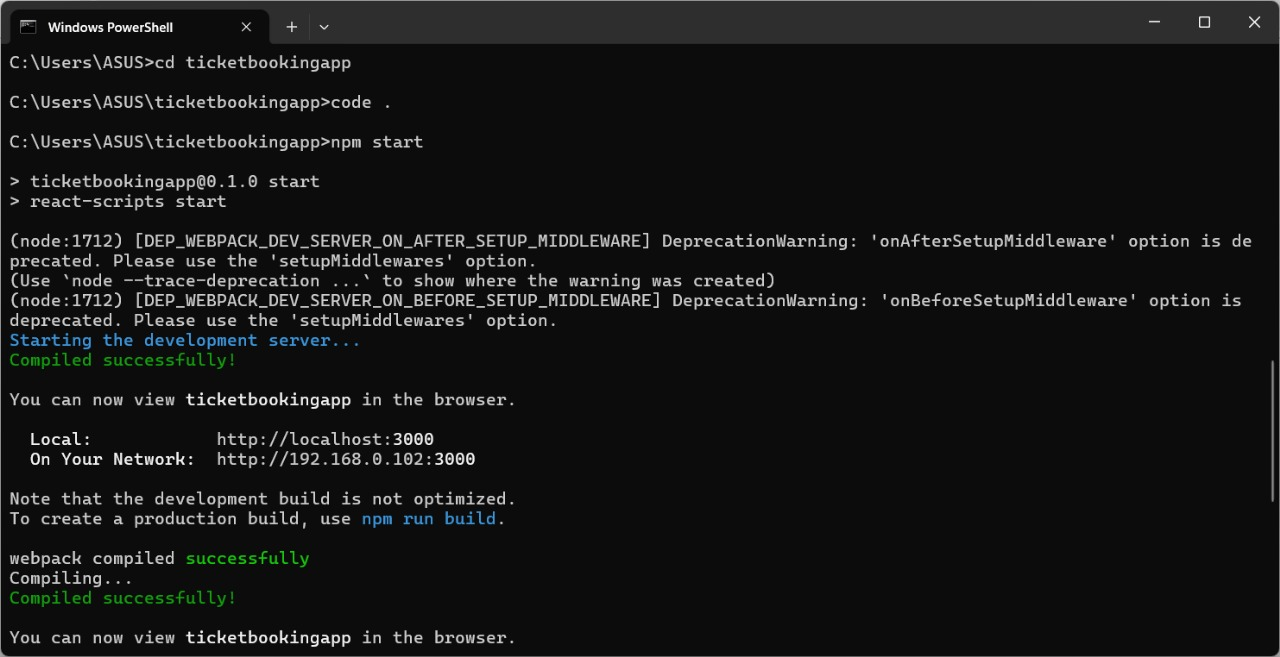 Windows PowerShell
C:\Users\ASUS>cd ticketbookingapp
C:\Users\ASUS\ticketbookingapp>code .
C:\Users\ASUS\ticketbookingapp>npm start
> ticketbookingapp@0.1.0 start
> react-scripts start
(node:1712) [DEP_WEBPACK_DEV_SERVER_ON_AFTER_SETUP_MIDDLEWARE] DeprecationWarning: 'onAfterSetupMiddleware' option is de
precated. Please use the 'setupMiddlewares' option.
(Use `node --trace-deprecation ...` to show where the warning was created)
(node:1712) [DEP_WEBPACK_DEV_SERVER_ON_BEFORE_SETUP_MIDDLEWARE] DeprecationWarning: 'onBeforeSetupMiddleware' option is
deprecated. Please use the 'setupMiddlewares' option.
Starting the development server...
Compiled successfully!
You can now view ticketbookingapp in the browser.
Local: http://localhost:3000
On Your Network: http://192.168.0.102:3000
Note that the development build is not optimized.
To create a production build, use npm run build.
webpack compiled successfully
Compiling...
Compiled successfully!
You can now view ticketbookingapp in the browser.